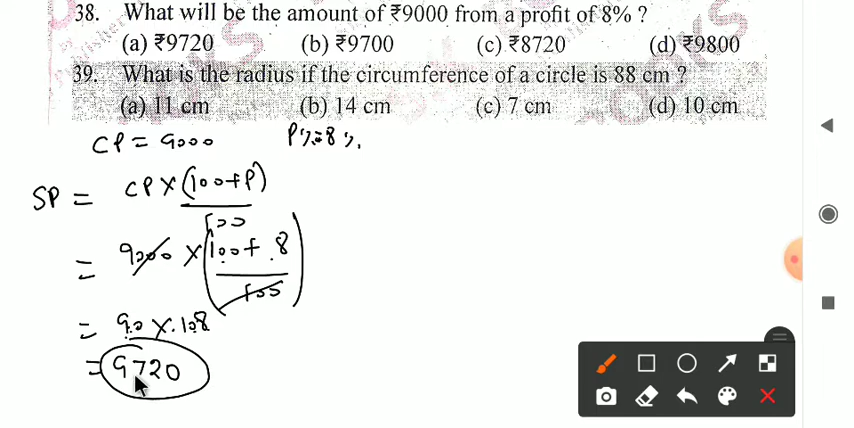 38. What will be the amount of ₹9000 from a profit of 8% ?
(a) ₹9720 (b) ₹9700 (c) ₹8720 (d) ₹9800
39. What is the radius if the circumference of a circle is 88 cm ?
(a) 11 cm (b) 14 cm (c) 7 cm (d) 10 cm
CP = 9000 P% = 8%
SP = CP × (100+P)
100
= 9000 × (100 + 8
100)
= 90 × 108
= 9720